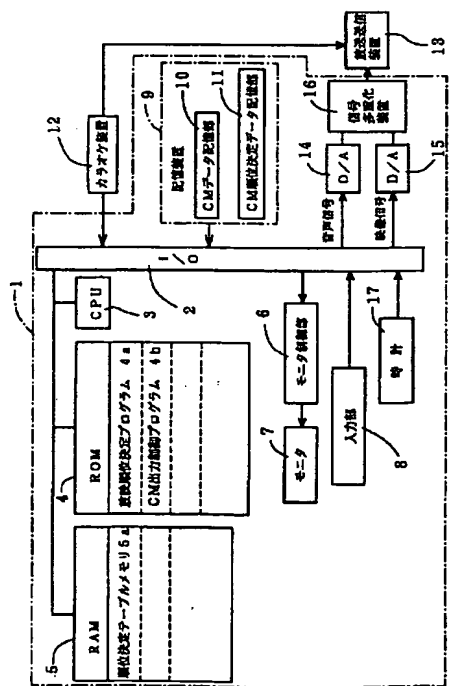 1
RAM
5
順位決定テーブルメモリ5a
ROM
4
放映順位決定プログラム 4a
CM出力制御プログラム 4b
CPU
3
I/O
2
カラオケ装置
12
記憶装置
9
CMデータ記憶部
10
CM順位決定データ記憶部
11
音声信号
D/A
14
映像信号
D/A
15
信号
多重化
装置
16
放送送信
装置
13
モニタ制御部
6
モニタ
7
入力部
8
時計
17